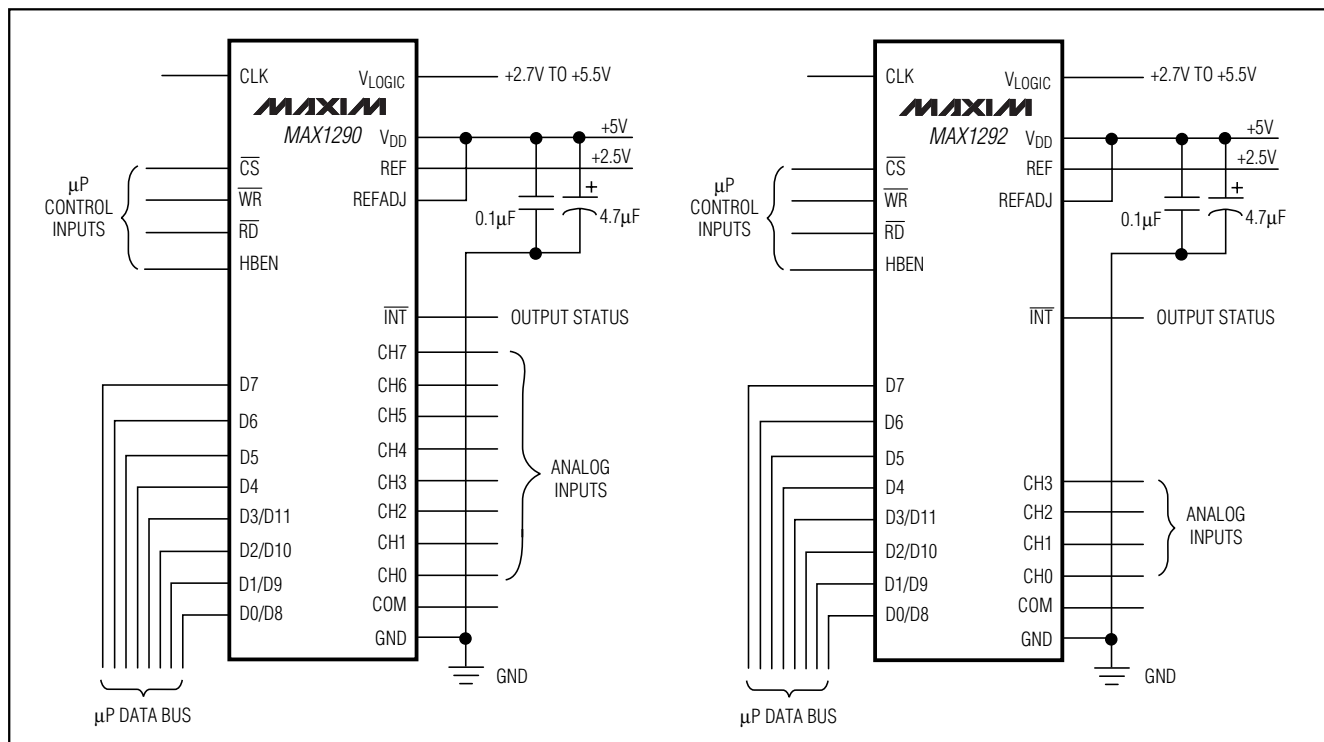 CLK
VLOGIC
+2.7V TO +5.5V
MAXIM
MAX1290
VDD
+5V
REF
+2.5V
REFADJ
CS
WR
RD
HBEN
µP
CONTROL
INPUTS
0.1µF
+
4.7µF
INT
OUTPUT STATUS
CH7
CH6
CH5
CH4
CH3
CH2
CH1
CH0
COM
GND
ANALOG
INPUTS
D7
D6
D5
D4
D3/D11
D2/D10
D1/D9
D0/D8
GND
µP DATA BUS
CLK
VLOGIC
+2.7V TO +5.5V
MAXIM
MAX1292
VDD
+5V
REF
+2.5V
REFADJ
CS
WR
RD
HBEN
µP
CONTROL
INPUTS
0.1µF
+
4.7µF
INT
OUTPUT STATUS
D7
D6
D5
D4
D3/D11
D2/D10
D1/D9
D0/D8
CH3
CH2
CH1
CH0
COM
GND
ANALOG
INPUTS
GND
µP DATA BUS